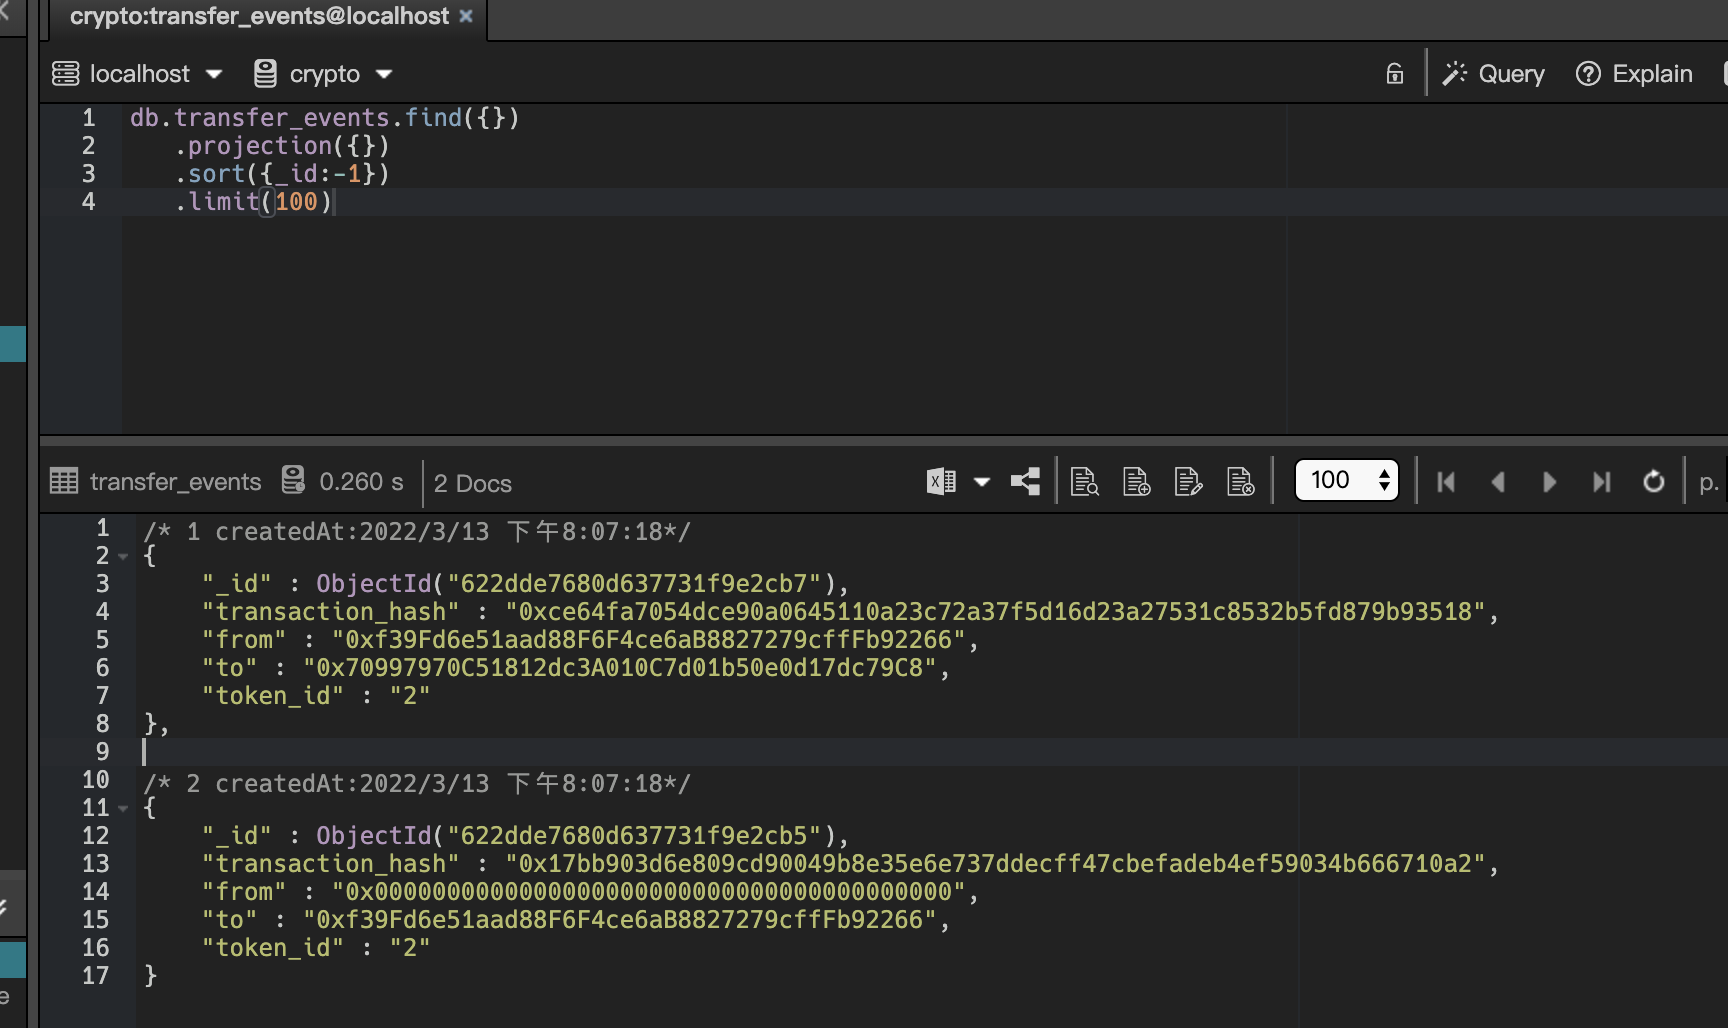 crypto:transfer_events@localhost ×
localhost crypto Query Explain
1 db.transfer_events.find({})
2 .projection({})
3 .sort({_id:-1})
4 .limit(100)
transfer_events 0.260 s 2 Docs 100 p.
1 /* 1 createdAt:2022/3/13 下午8:07:18*/
2 {
3 "_id" : ObjectId("622dde7680d637731f9e2cb7"),
4 "transaction_hash" : "0xce64fa7054dce90a0645110a23c72a37f5d16d23a27531c8532b5fd879b93518",
5 "from" : "0xf39Fd6e51aad88F6F4ce6aB8827279cffFb92266",
6 "to" : "0x70997970C51812dc3A010C7d01b50e0d17dc79C8",
7 "token_id" : "2"
8 },
9
10 /* 2 createdAt:2022/3/13 下午8:07:18*/
11 {
12 "_id" : ObjectId("622dde7680d637731f9e2cb5"),
13 "transaction_hash" : "0x17bb903d6e809cd90049b8e35e6e737ddecff47cbefadeb4ef59034b666710a2",
14 "from" : "0x0000000000000000000000000000000000000000",
15 "to" : "0xf39Fd6e51aad88F6F4ce6aB8827279cffFb92266",
16 "token_id" : "2"
17 }
e